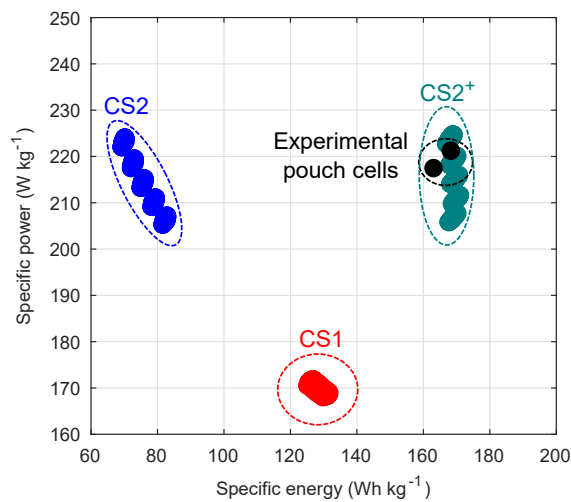 250
240
230
220
210
200
190
180
170
160
Specific power (W kg⁻¹)
CS2
CS2⁺
Experimental
pouch cells
CS1
60
80
100
120
140
160
180
200
Specific energy (Wh kg⁻¹)